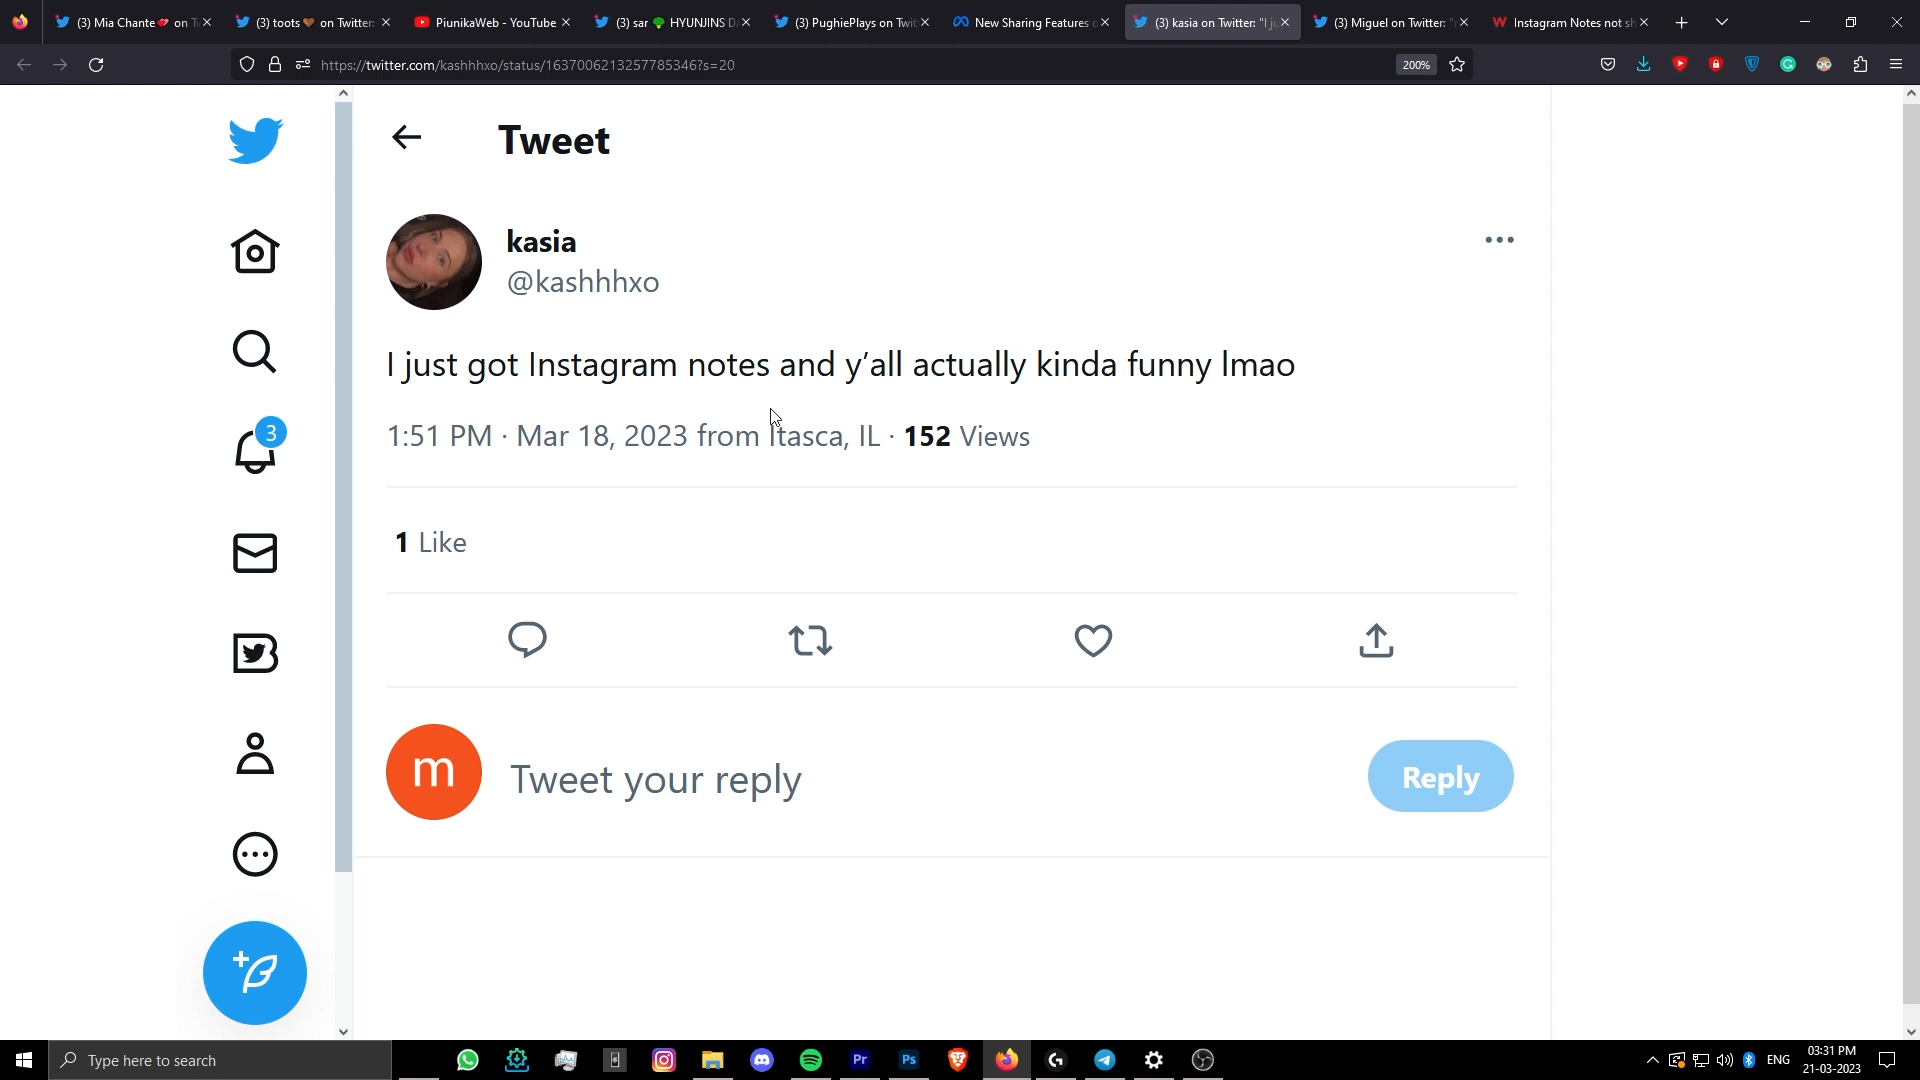 (3) Mia Chante on T
(3) toots on Twitter:
PiunikaWeb - YouTube
(3) sar HYUNJINS D
(3) PughiePlays on Twit
New Sharing Features o
(3) kasia on Twitter: "I j
(3) Miguel on Twitter: "
Instagram Notes not sh
https://twitter.com/kashhhxo/status/1637006213257785346?s=20
200%
Tweet
kasia
@kashhhxo
I just got Instagram notes and y’all actually kinda funny lmao
1:51 PM · Mar 18, 2023 from Itasca, IL · 152 Views
3
1 Like
m
Tweet your reply
Reply
Type here to search
Pr
Ps
ENG
03:31 PM
21-03-2023